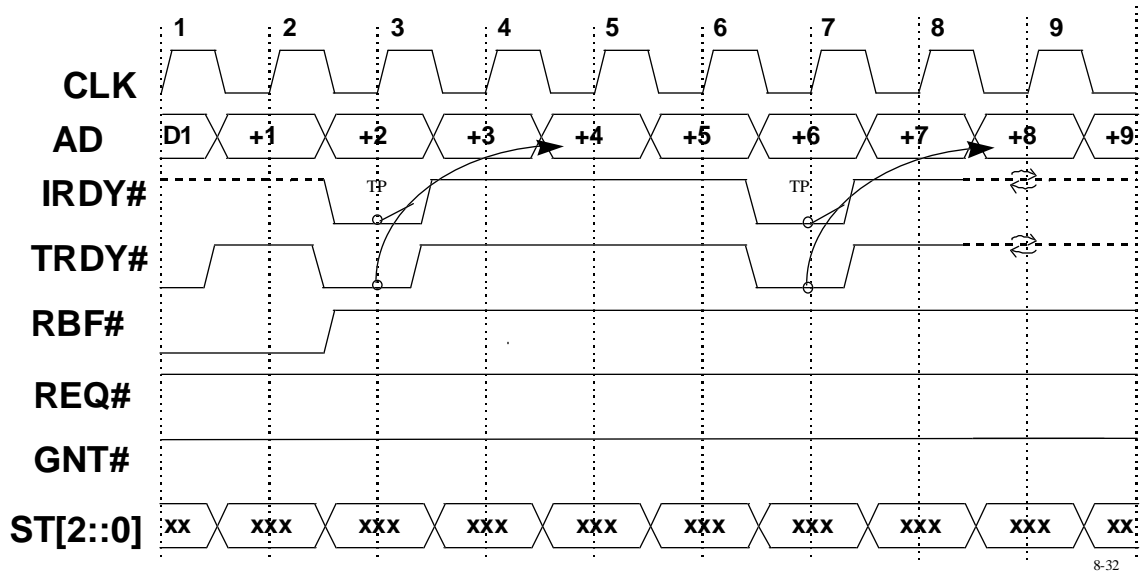 1 2 3 4 5 6 7 8 9
CLK
AD D1 +1 +2 +3 +4 +5 +6 +7 +8 +9
IRDY# TP TP
TRDY#
RBF#
REQ#
GNT#
ST[2::0] xx xxx xxx xxx xxx xxx xxx xxx xxx xx
8-32